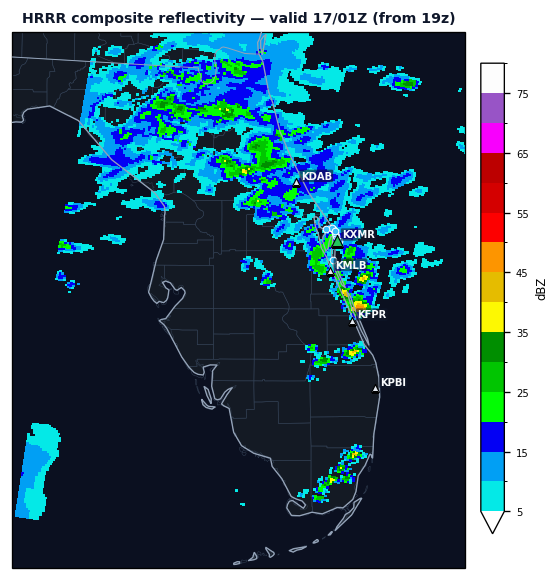 HRRR composite reflectivity — valid 17/01Z (from 19z)
KDAB
KXMR
KMLB
KFPR
KPBI
75
65
55
45
35
25
15
5
dBZ